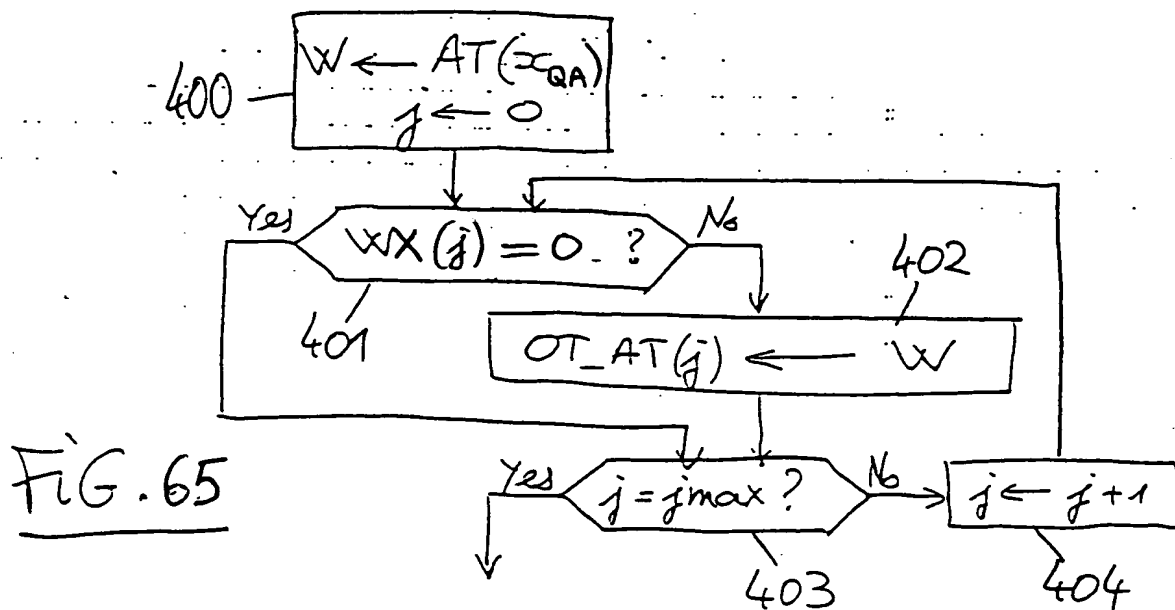 W ← AT(x_QA)
400
j ← 0
Yes
No
WX(j) = 0 ?
402
401
OT_AT(j) ← W
FiG.65
Yes
j = jmax ?
No
j ← j+1
403
404